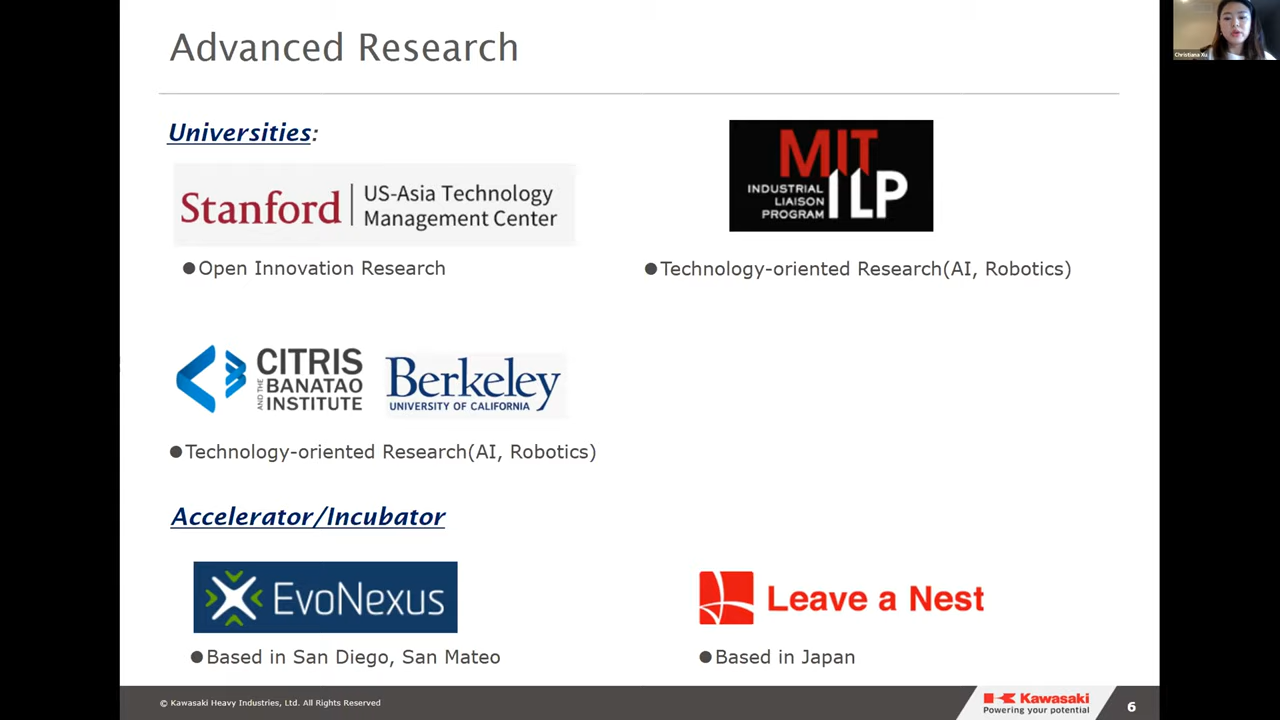 Advanced Research
Christiana Xu
Universities:
Stanford
US-Asia Technology
Management Center
MIT
INDUSTRIAL
LIAISON
PROGRAM
ILP
●Open Innovation Research
●Technology-oriented Research(AI, Robotics)
CITRIS
AND THE
BANATAO
INSTITUTE
Berkeley
UNIVERSITY OF CALIFORNIA
●Technology-oriented Research(AI, Robotics)
Accelerator/Incubator
EvoNexus
Leave a Nest
●Based in San Diego, San Mateo
●Based in Japan
© Kawasaki Heavy Industries, Ltd. All Rights Reserved
Kawasaki
Powering your potential
6